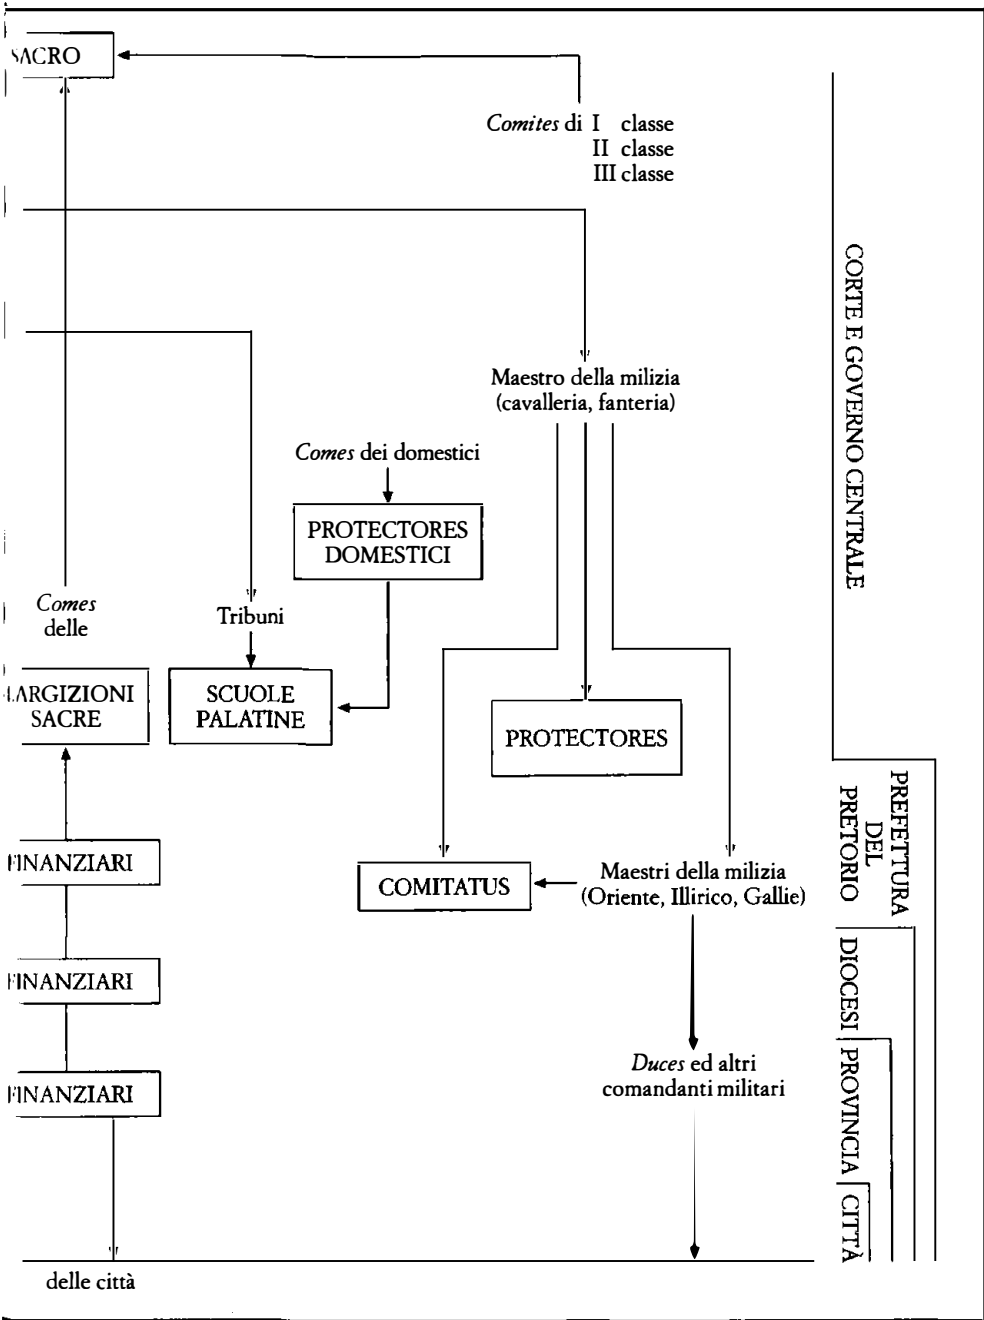 SACRO
Comites di I classe
II classe
III classe
Maestro della milizia
(cavalleria, fanteria)
Comes dei domestici
PROTECTORES
DOMESTICI
Comes
delle
Tribuni
LARGIZIONI
SACRE
SCUOLE
PALATINE
PROTECTORES
FINANZIARI
COMITATUS
Maestri della milizia
(Oriente, Illirico, Gallie)
FINANZIARI
Duces ed altri
comandanti militari
FINANZIARI
delle città
CORTE E GOVERNO CENTRALE
PREFETTURA
DEL
PRETORIO
DIOCESI
PROVINCIA
CITTÀ